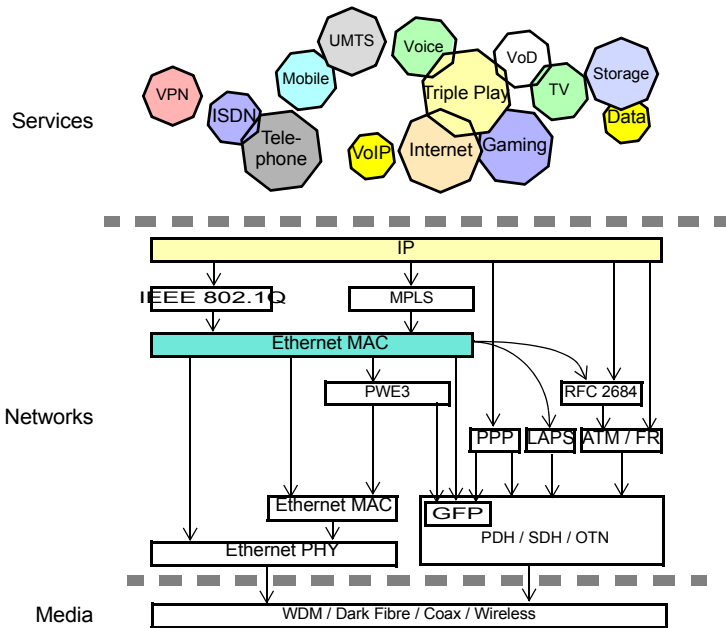 UMTS
Voice
VoD
Mobile
Storage
VPN
Triple Play
TV
ISDN
Data
Services
Tele-
phone
VoIP
Internet
Gaming
IP
IEEE 802.1Q
MPLS
Ethernet MAC
PWE3
RFC 2684
Networks
PPP
LAPS
ATM / FR
Ethernet MAC
GFP
PDH / SDH / OTN
Ethernet PHY
Media
WDM / Dark Fibre / Coax / Wireless